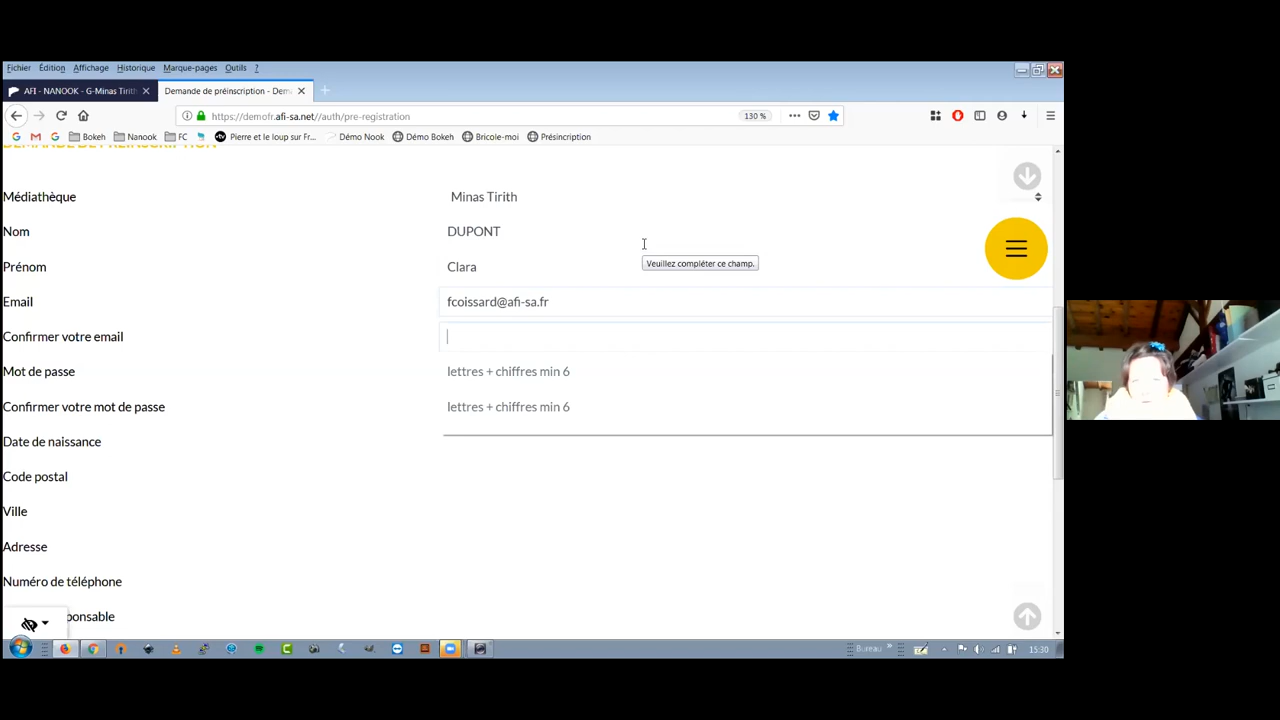 Fichier Édition Affichage Historique Marque-pages Outils ?
AFI - NANOOK - G-Minas Tirith
Demande de préinscription - Dem
https://demofr.afi-sa.net//auth/pre-registration
130 %
Bokeh Nanook FC Pierre et le loup sur Fr... Démo Nook Démo Bokeh Bricole-moi Présincription
DEMANDE DE PRÉINSCRIPTION
Médiathèque Minas Tirith
Nom DUPONT
Veuillez compléter ce champ.
Prénom Clara
Email fcoissard@afi-sa.fr
Confirmer votre email
Mot de passe lettres + chiffres min 6
Confirmer votre mot de passe lettres + chiffres min 6
Date de naissance
Code postal
Ville
Adresse
Numéro de téléphone
ponsable
Bureau »
15:30